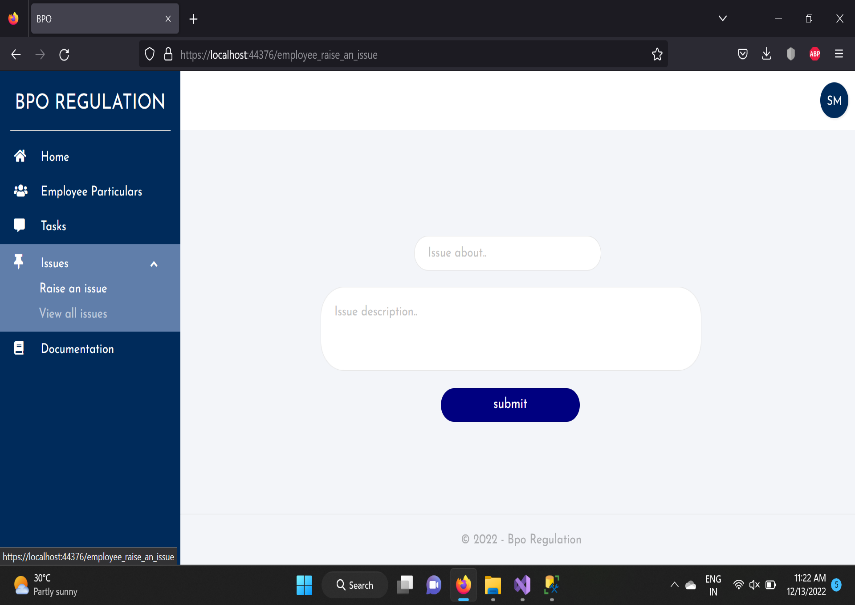 BPO
https://localhost:44376/employee_raise_an_issue
ABP
BPO REGULATION
SM
Home
Employee Particulars
Tasks
Issues
Raise an issue
View all issues
Documentation
Issue about..
Issue description..
submit
© 2022 - Bpo Regulation
https://localhost:44376/employee_raise_an_issue
30°C
Partly sunny
Search
ENG
IN
11:22 AM
12/13/2022
5